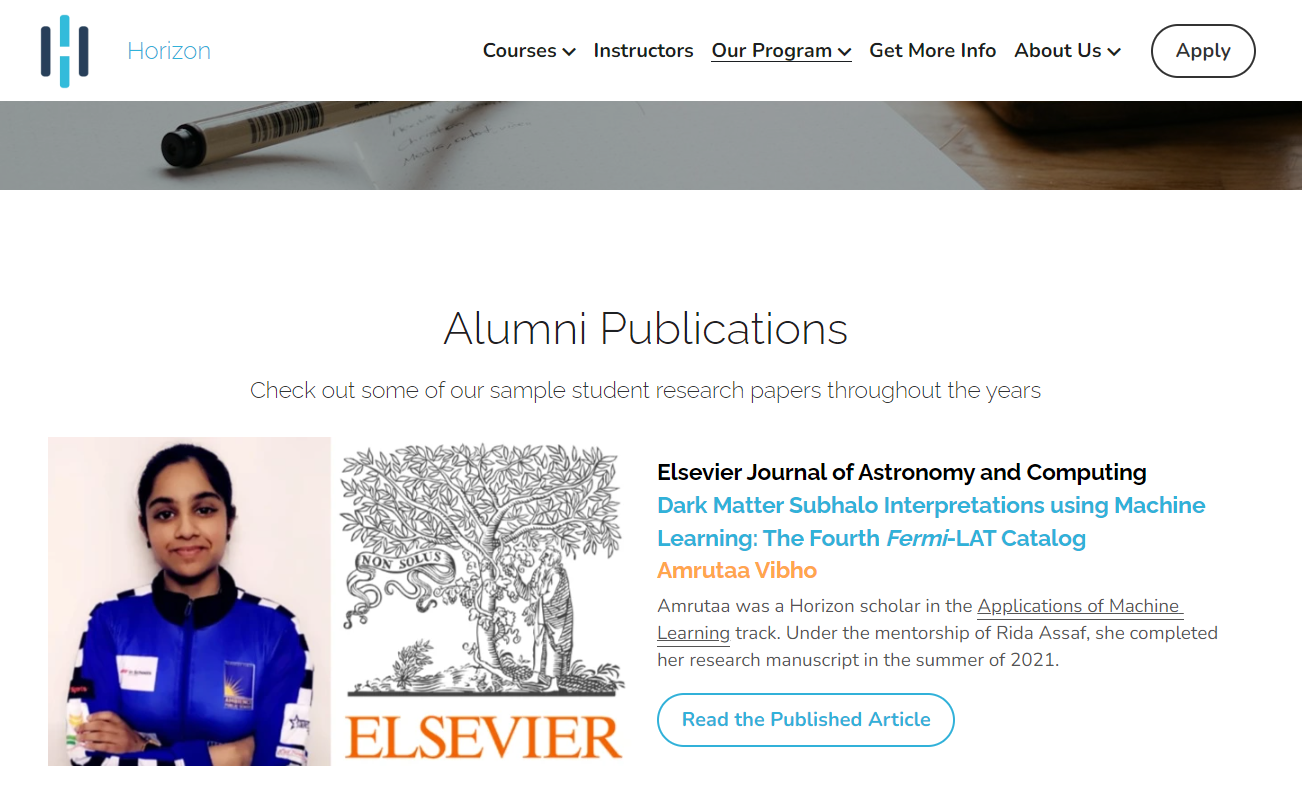 Horizon
Courses
Instructors
Our Program
Get More Info
About Us
Apply
Alumni Publications
Check out some of our sample student research papers throughout the years
NON SOLUS
ELSEVIER
Elsevier Journal of Astronomy and Computing
Dark Matter Subhalo Interpretations using Machine
Learning: The Fourth Fermi-LAT Catalog
Amrutaa Vibho
Amrutaa was a Horizon scholar in the Applications of Machine
Learning track. Under the mentorship of Rida Assaf, she completed
her research manuscript in the summer of 2021.
Read the Published Article